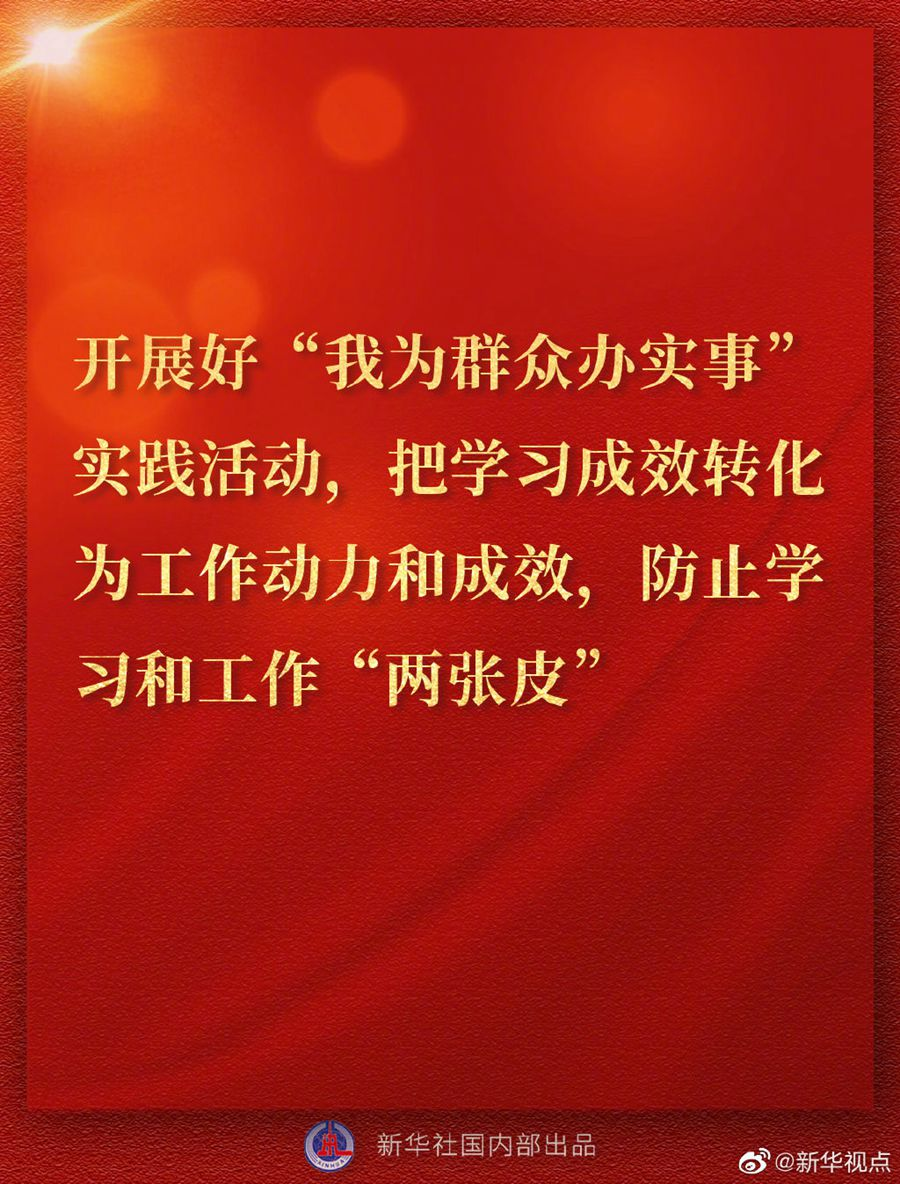 开展好“我为群众办实事”
实践活动，把学习成效转化
为工作动力和成效，防止学
习和工作“两张皮”
XINHUA
新华社国内部出品
@新华视点